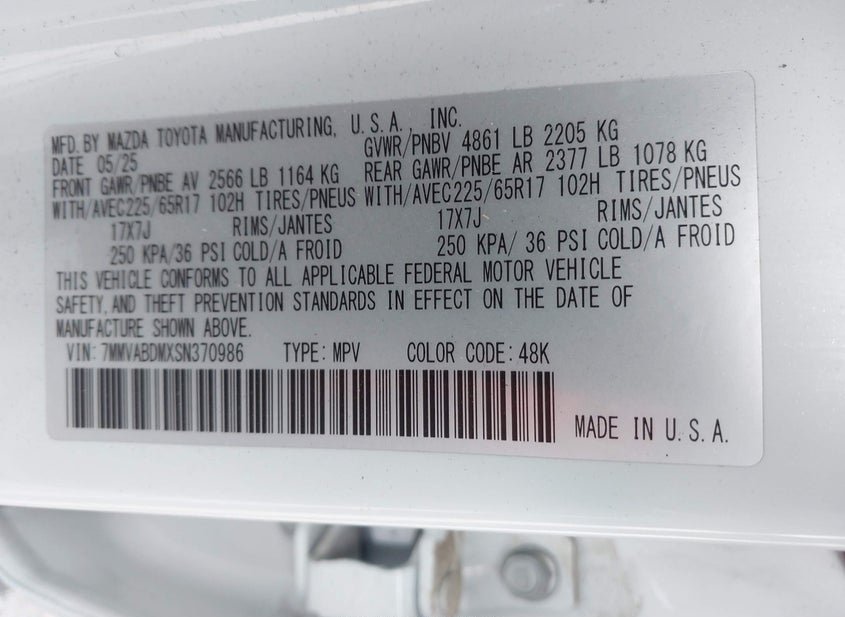 MFD. BY MAZDA TOYOTA MANUFACTURING, U.S.A. INC.
DATE 05/25 GVWR/PNBV 4861 LB 2205 KG
FRONT GAWR/PNBE AV 2566 LB 1164 KG REAR GAWR/PNBE AR 2377 LB 1078 KG
WITH/AVEC225/65R17 102H TIRES/PNEUS WITH/AVEC225/65R17 102H TIRES/PNEUS
17X7J RIMS/JANTES 17X7J RIMS/JANTES
250 KPA/36 PSI COLD/A FROID 250 KPA/ 36 PSI COLD/A FROID
THIS VEHICLE CONFORMS TO ALL APPLICABLE FEDERAL MOTOR VEHICLE
SAFETY, AND THEFT PREVENTION STANDARDS IN EFFECT ON THE DATE OF
MANUFACTURE SHOWN ABOVE.
VIN: 7MMVABDMXSN370986 TYPE: MPV COLOR CODE: 48K
MADE IN U.S.A.